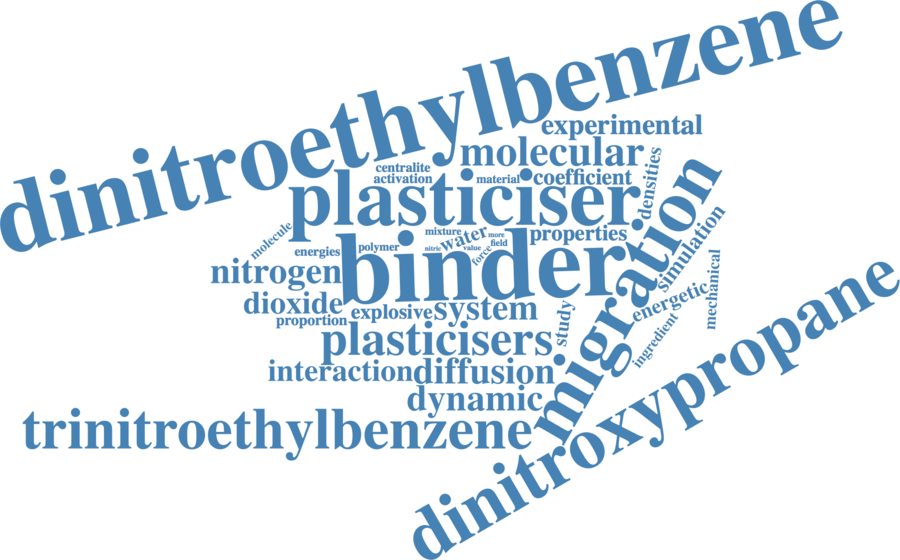 dinitroethylbenzene
experimental
molecular
centralite
activation
material
coefficient
densities
plasticiser
migration
simulation
molecule
mixture
water
more
properties
nitric
value
field
force
energies
polymer
binder
nitrogen
mechanical
dioxide
energetic
proportion
explosive
system
study
ingredient
plasticisers
interaction
diffusion
dynamic
trinitroethylbenzene
dinitroxypropane